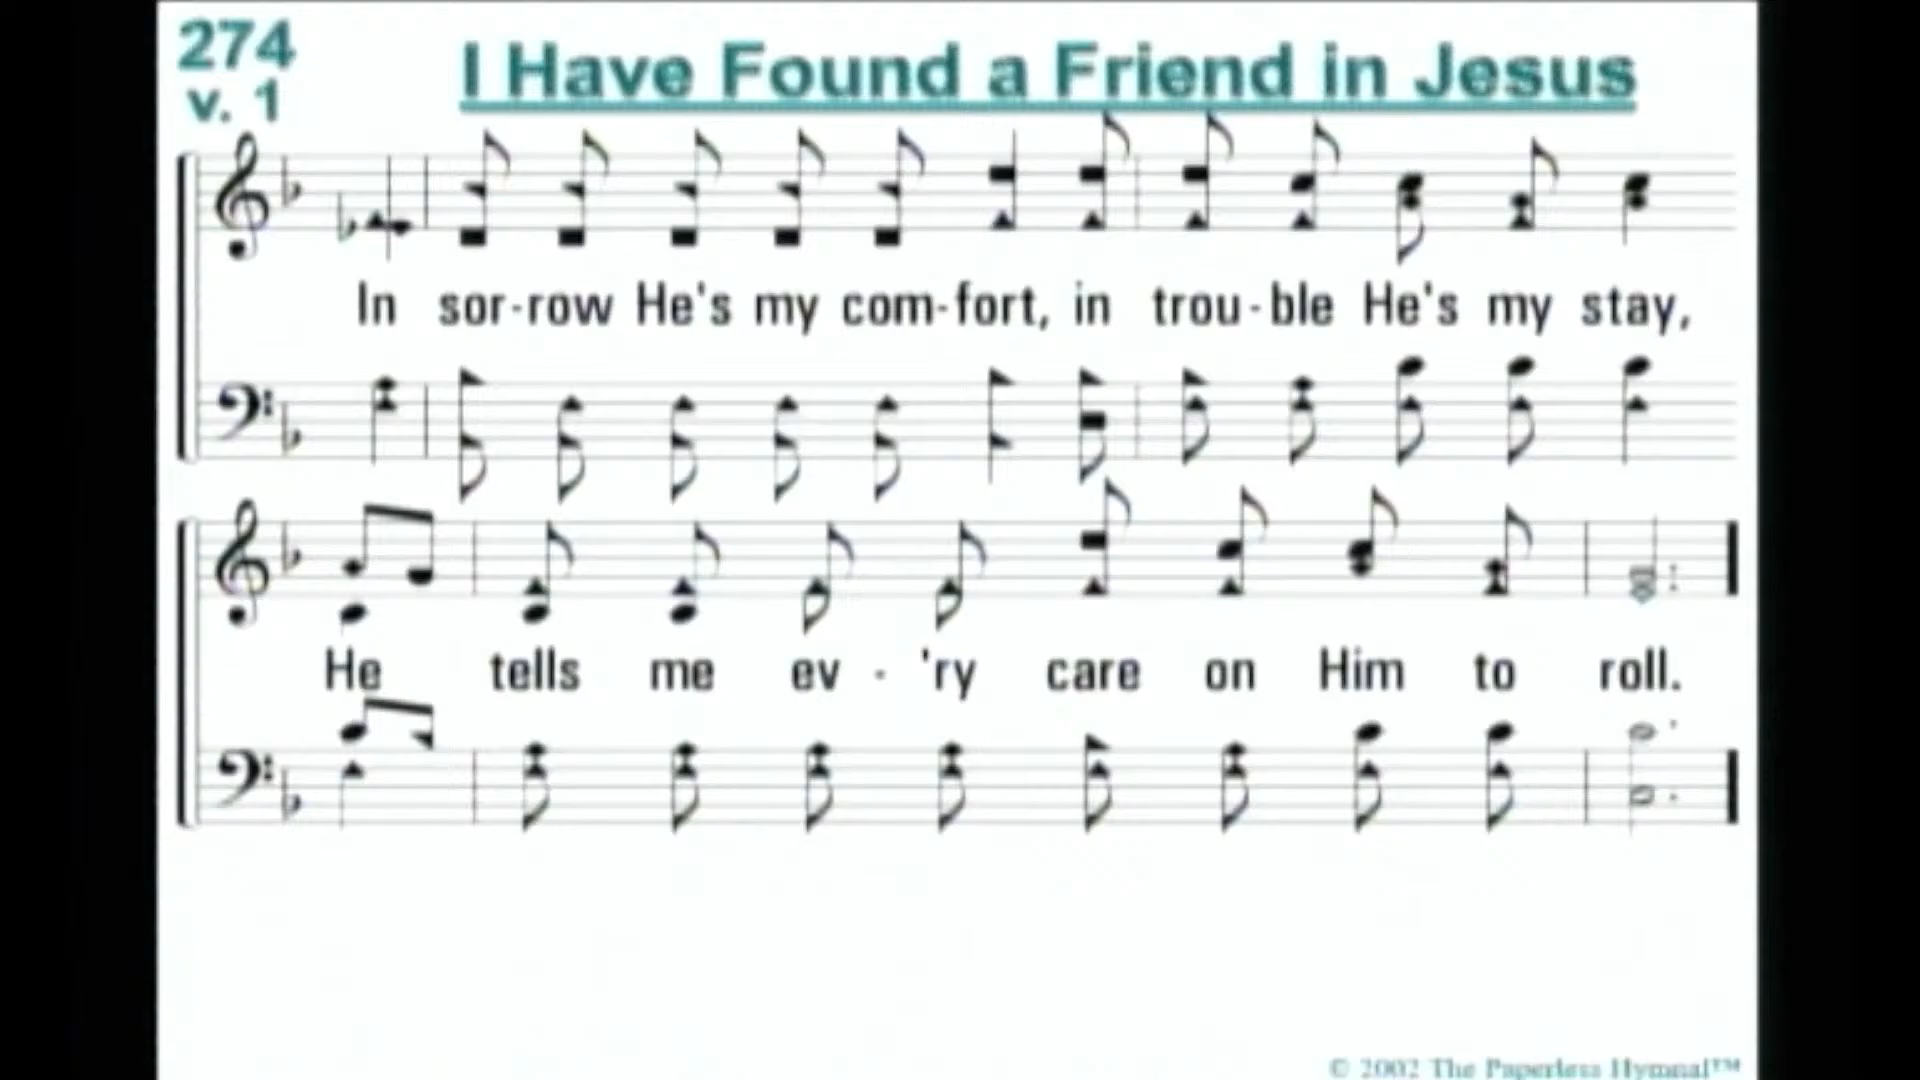 274
v. 1
I Have Found a Friend in Jesus
In sor-row He's my com-fort, in trou-ble He's my stay,
He tells me ev - 'ry care on Him to roll.
© 2002 The Paperless Hymnal™